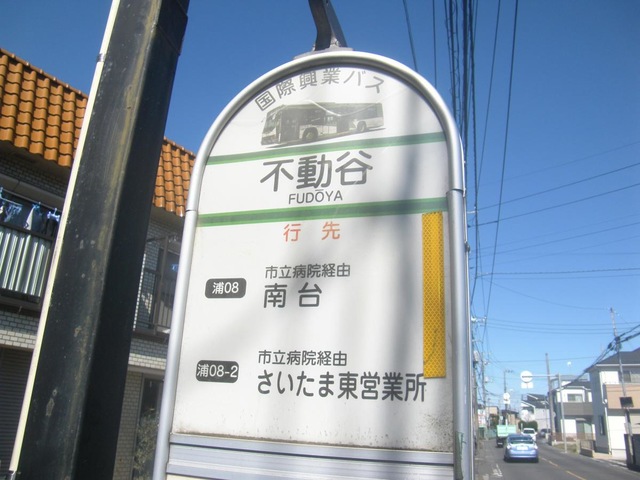 国際興業バス
不動谷
FUDŌYA
行先
浦08
市立病院経由
南台
浦08-2
市立病院経由
さいたま東営業所